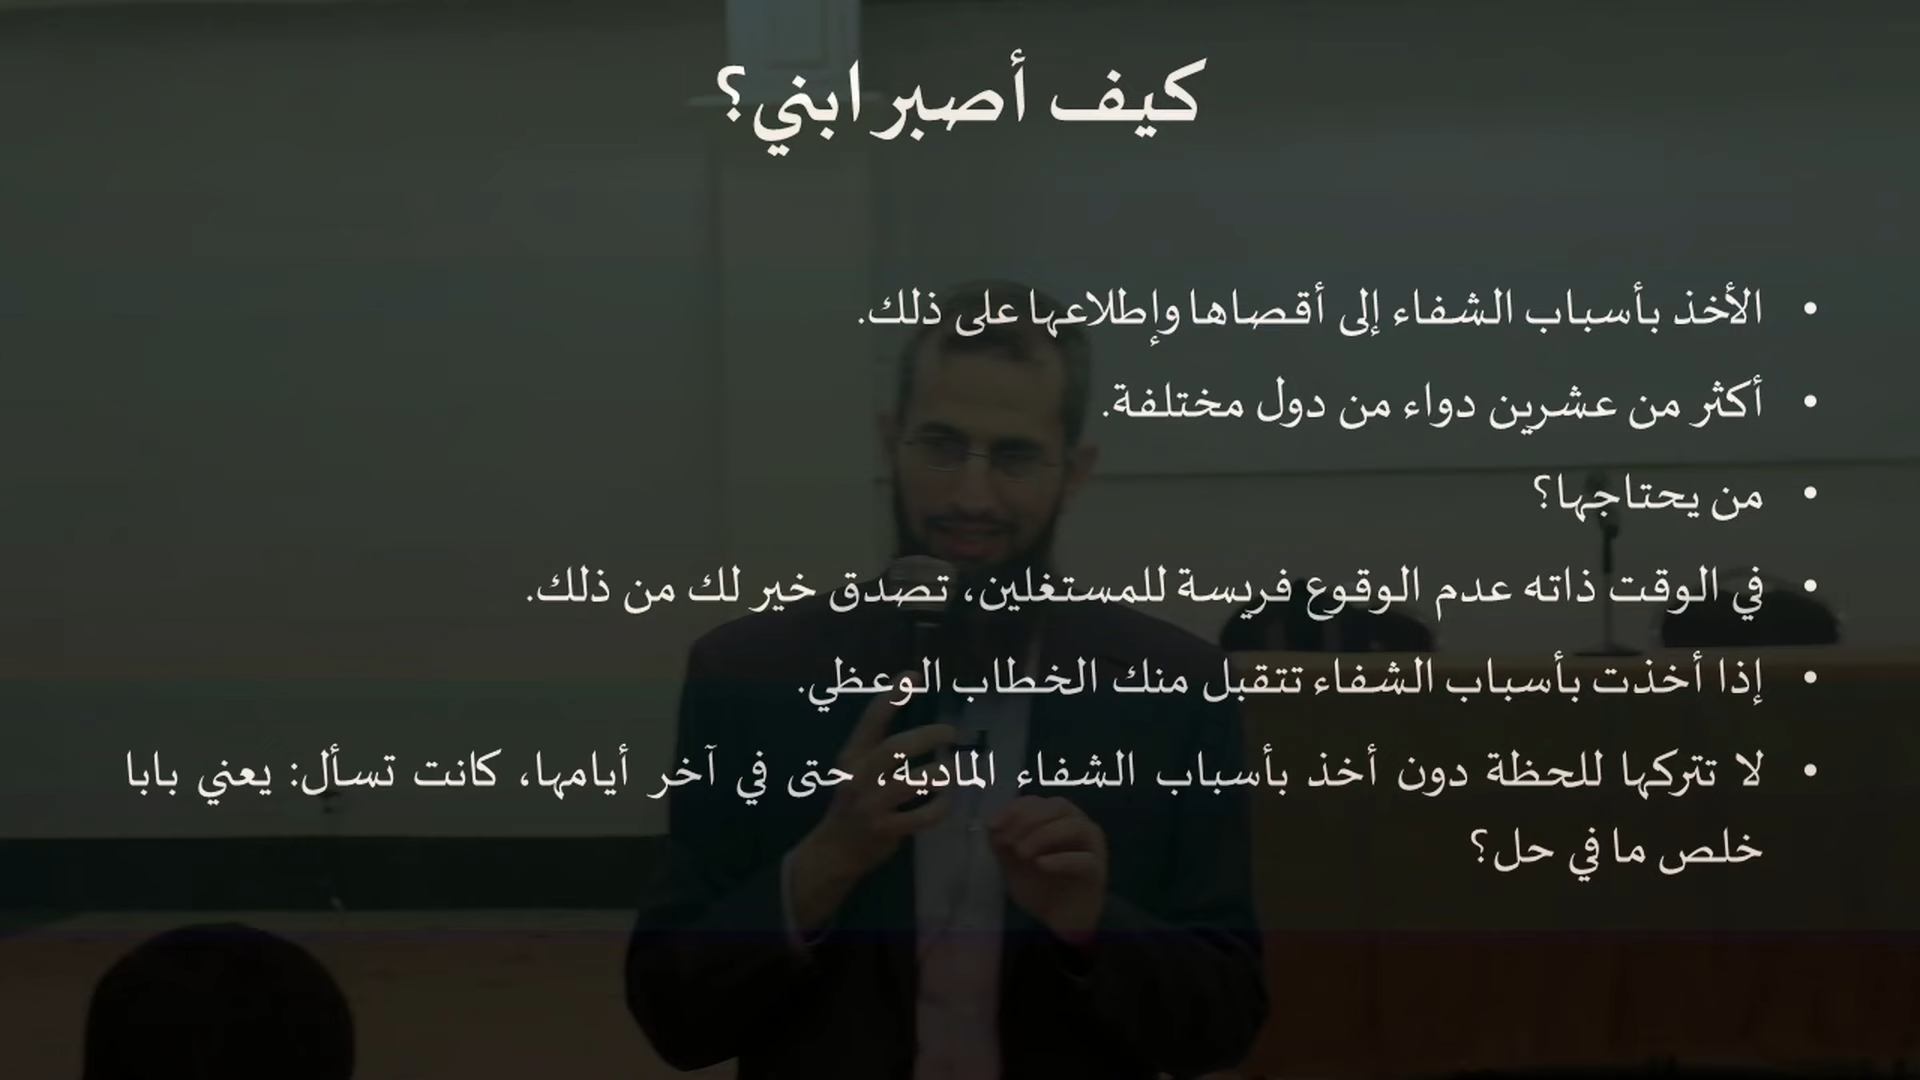 كيف أصبر ابني؟
• الأخذ بأسباب الشفاء إلى أقصاها وإطلاعها على ذلك.
• أكثر من عشرين دواء من دول مختلفة.
• من يحتاجها؟
• في الوقت ذاته عدم الوقوع فريسة للمستغلين، تصدق خير لك من ذلك.
• إذا أخذت بأسباب الشفاء تتقبل منك الخطاب الوعظي.
• لا تتركها للحظة دون أخذ بأسباب الشفاء المادية، حتى في آخر أيامها، كانت تسأل: يعني بابا
خلص ما في حل؟